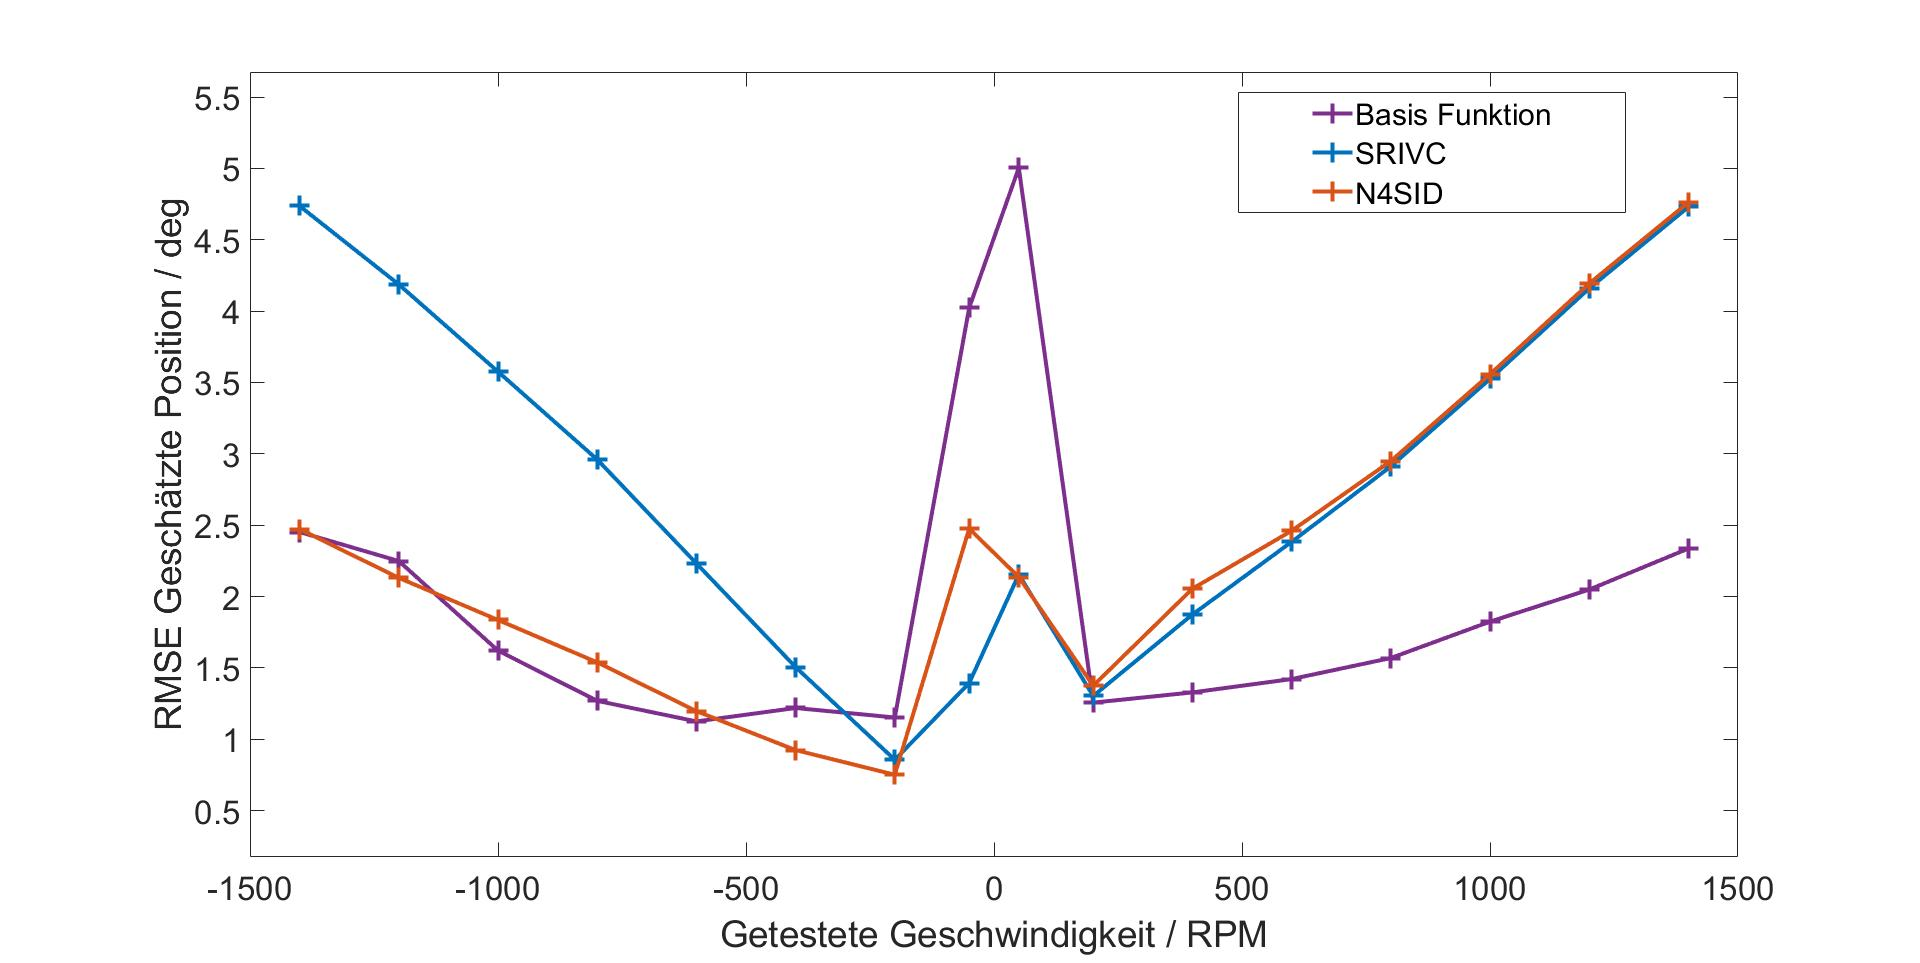 5.5
5
4.5
4
3.5
3
2.5
2
1.5
1
0.5
RMSE Geschätzte Position / deg
Basis Funktion
SRIVC
N4SID
-1500 -1000 -500 0 500 1000 1500
Getestete Geschwindigkeit / RPM